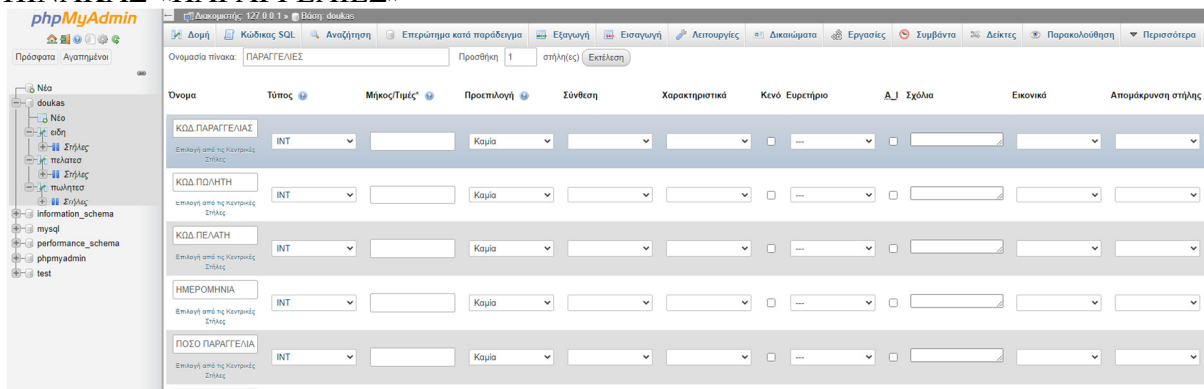 ΠΙΝΑΚΑΣ «ΠΑΡΑΓΓΕΛΙΕΣ»
phpMyAdmin
Πρόσφατα Αγαπημένοι
Νέα
doukas
Νέο
ειδη
Στήλες
πελατεσ
Στήλες
πωλητεσ
Στήλες
information_schema
mysql
performance_schema
phpmyadmin
test
Διακομιστής: 127.0.0.1 » Βάση: doukas
Δομή Κώδικας SQL Αναζήτηση Επερώτημα κατά παράδειγμα Εξαγωγή Εισαγωγή Λειτουργίες Δικαιώματα Εργασίες Συμβάντα Δείκτες Παρακολούθηση Περισσότερα
Ονομασία πίνακα: ΠΑΡΑΓΓΕΛΙΕΣ Προσθήκη 1 στήλη(ες) Εκτέλεση
Όνομα Τύπος Μήκος/Τιμές* Προεπιλογή Σύνθεση Χαρακτηριστικά Κενό Ευρετήριο A_I Σχόλια Εικονικά Απομάκρυνση στήλης
ΚΩΔ.ΠΑΡΑΓΓΕΛΙΑΣ INT Καμία ---
Επιλογή από τις Κεντρικές
Στήλες
ΚΩΔ.ΠΩΛΗΤΗ INT Καμία ---
Επιλογή από τις Κεντρικές
Στήλες
ΚΩΔ.ΠΕΛΑΤΗ INT Καμία ---
Επιλογή από τις Κεντρικές
Στήλες
ΗΜΕΡΟΜΗΝΙΑ INT Καμία ---
Επιλογή από τις Κεντρικές
Στήλες
ΠΟΣΟ ΠΑΡΑΓΓΕΛΙΑ INT Καμία ---
Επιλογή από τις Κεντρικές
Στήλες